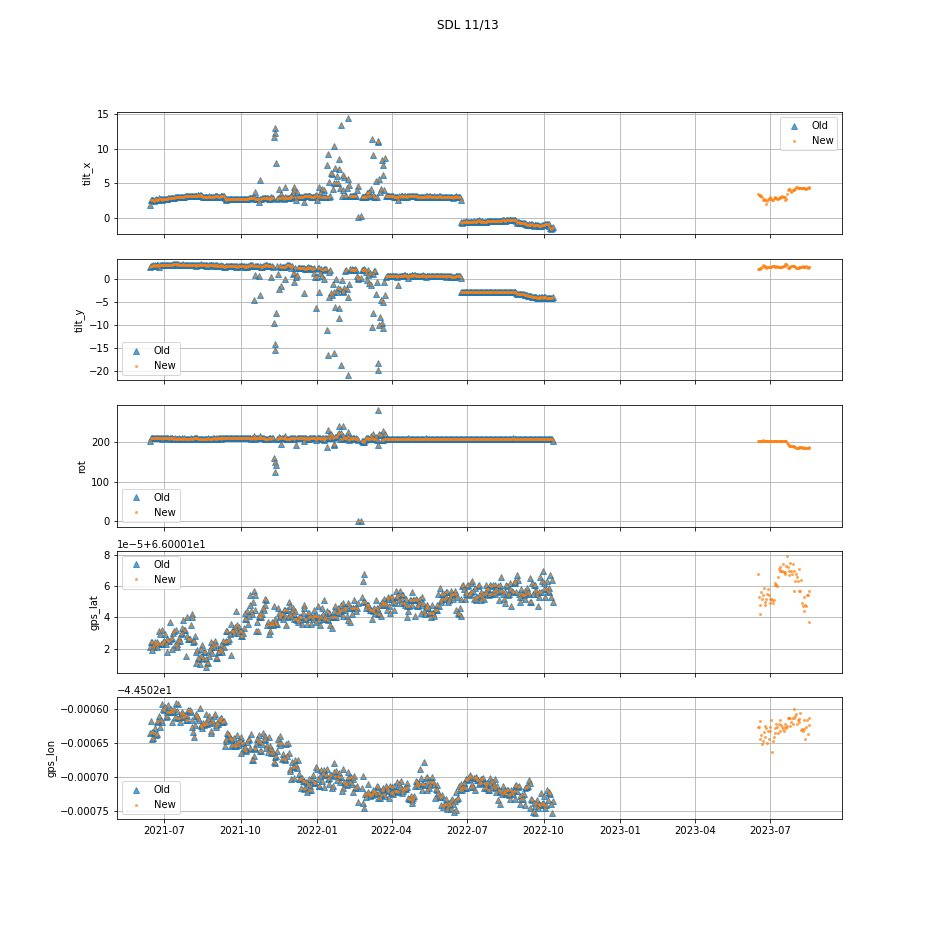 SDL 11/13
15
10
5
0
tilt_x
Old
New
0
−5
−10
−15
−20
tilt_y
Old
New
200
100
0
rot
Old
New
1e−5+6.60001e1
8
6
4
2
gps_lat
Old
New
−4.4502e1
−0.00060
−0.00065
−0.00070
−0.00075
gps_lon
Old
New
2021-07 2021-10 2022-01 2022-04 2022-07 2022-10 2023-01 2023-04 2023-07